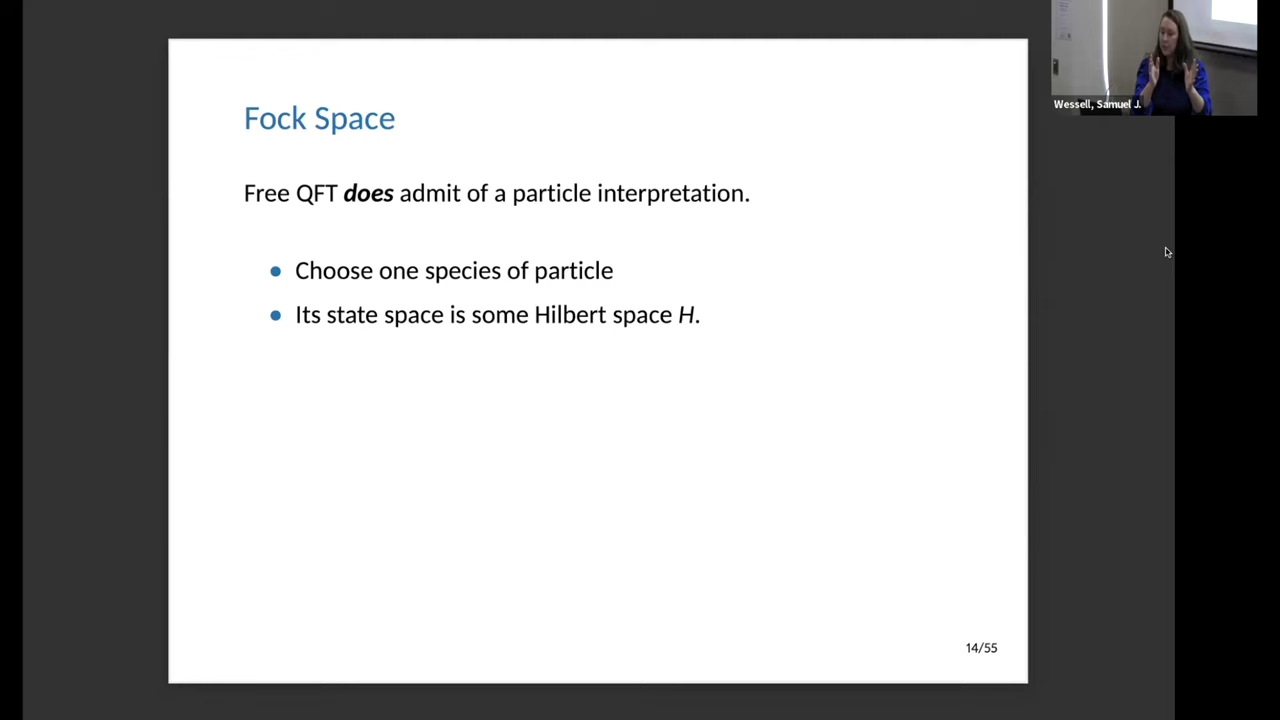 Wessell, Samuel J.
Fock Space
Free QFT does admit of a particle interpretation.
● Choose one species of particle
● Its state space is some Hilbert space H.
14/55